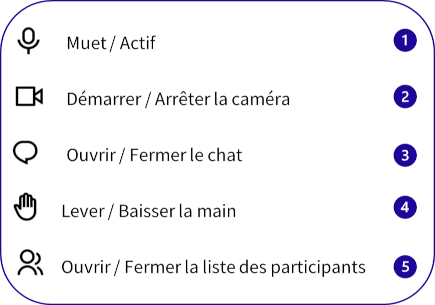 Muet / Actif 1
Démarrer / Arrêter la caméra 2
Ouvrir / Fermer le chat 3
Lever / Baisser la main 4
Ouvrir / Fermer la liste des participants 5